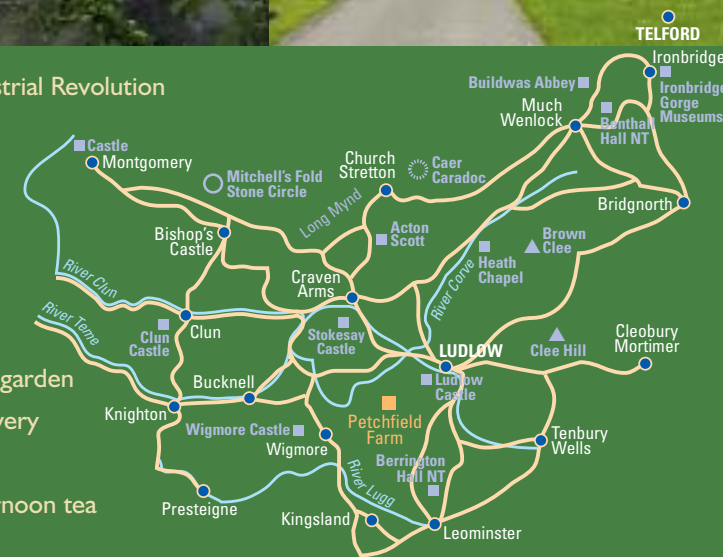 TELFORD
Ironbridge
strial Revolution
Buildwas Abbey
Ironbridge
Gorge
Museums
Much
Wenlock
Benthall
Hall NT
Castle
Montgomery
Mitchell's Fold
Stone Circle
Church
Stretton
Caer
Caradoc
Long Mynd
Bridgnorth
Bishop's
Castle
Acton
Scott
Brown
Clee
Heath
Chapel
River Corve
River Clun
Craven
Arms
River Teme
Clun
Castle
Clun
Stokesay
Castle
LUDLOW
Clee Hill
Cleobury
Mortimer
garden
Bucknell
Ludlow
Castle
very
Knighton
Petchfield
Farm
Wigmore Castle
Wigmore
Tenbury
Wells
Berrington
Hall NT
River Lugg
rnoon tea
Presteigne
Kingsland
Leominster